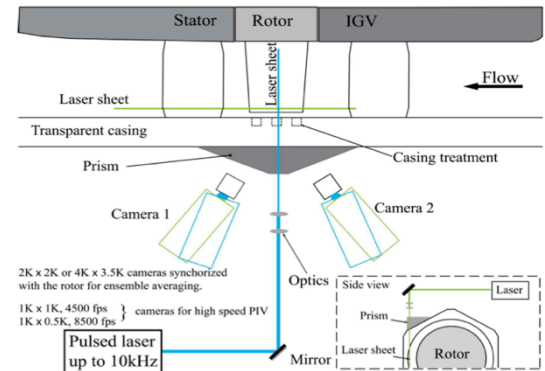 Stator
Rotor
IGV
Laser sheet
Flow
Laser sheet
Transparent casing
Casing treatment
Prism
Camera 1
Camera 2
Optics
2K x 2K or 4K x 3.5K cameras synchorized
with the rotor for ensemble averaging.
1K x 1K, 4500 fps
1K x 0.5K, 8500 fps
cameras for high speed PIV
Pulsed laser
up to 10kHz
Mirror
Side view
Laser
Prism
Laser sheet
Rotor